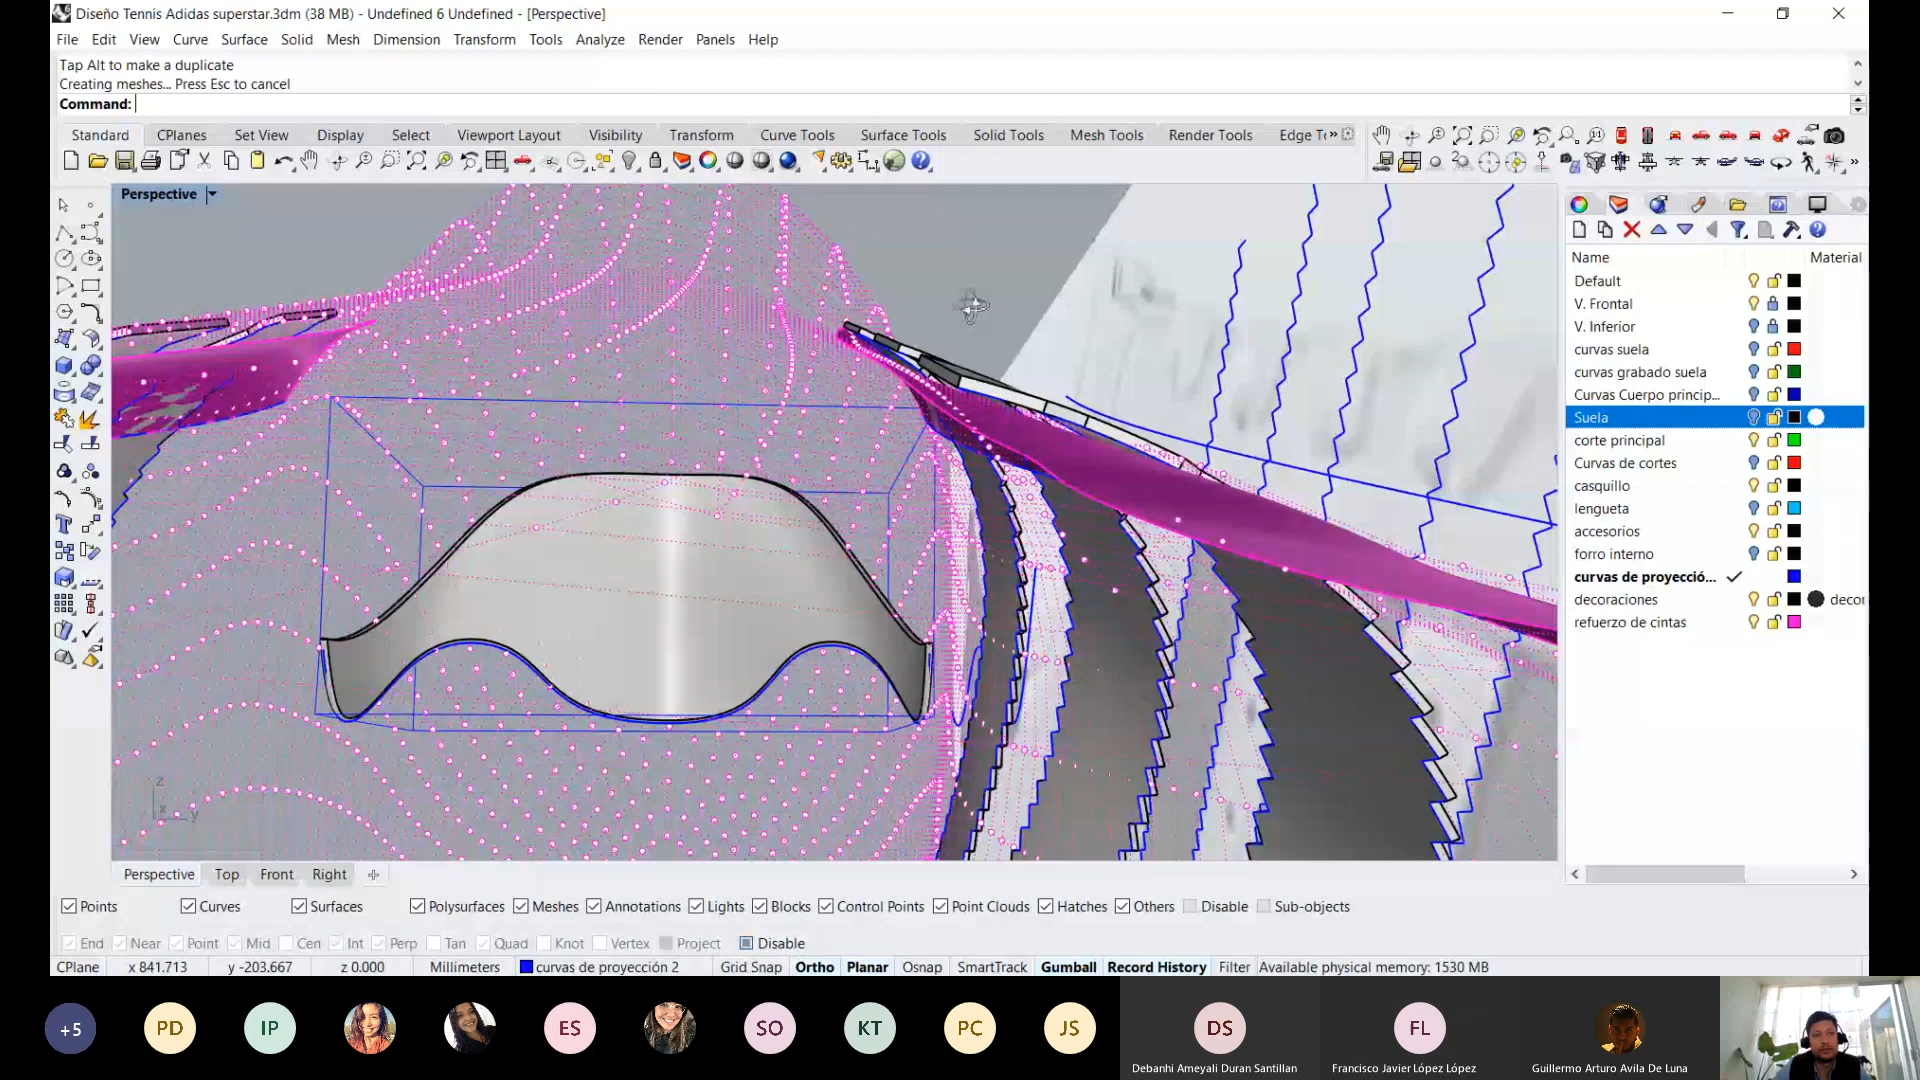 Diseño Tennis Adidas superstar.3dm (38 MB) - Undefined 6 Undefined - [Perspective]
File Edit View Curve Surface Solid Mesh Dimension Transform Tools Analyze Render Panels Help
Tap Alt to make a duplicate
Creating meshes... Press Esc to cancel
Command:
Standard CPlanes Set View Display Select Viewport Layout Visibility Transform Curve Tools Surface Tools Solid Tools Mesh Tools Render Tools Edge To
Perspective
Name Material
Default
V. Frontal
V. Inferior
curvas suela
curvas grabado suela
Curvas Cuerpo princip...
Suela
corte principal
Curvas de cortes
casquillo
lengueta
accesorios
forro interno
curvas de proyecció...
decoraciones decor
refuerzo de cintas
z
x y
Perspective Top Front Right
Points Curves Surfaces Polysurfaces Meshes Annotations Lights Blocks Control Points Point Clouds Hatches Others Disable Sub-objects
End Near Point Mid Cen Int Perp Tan Quad Knot Vertex Project Disable
CPlane x 841.713 y -203.667 z 0.000 Millimeters curvas de proyección 2 Grid Snap Ortho Planar Osnap SmartTrack Gumball Record History Filter Available physical memory: 1530 MB
+5 PD IP ES SO KT PC JS DS FL
Debanhi Ameyali Duran Santillan Francisco Javier López López Guillermo Arturo Avila De Luna